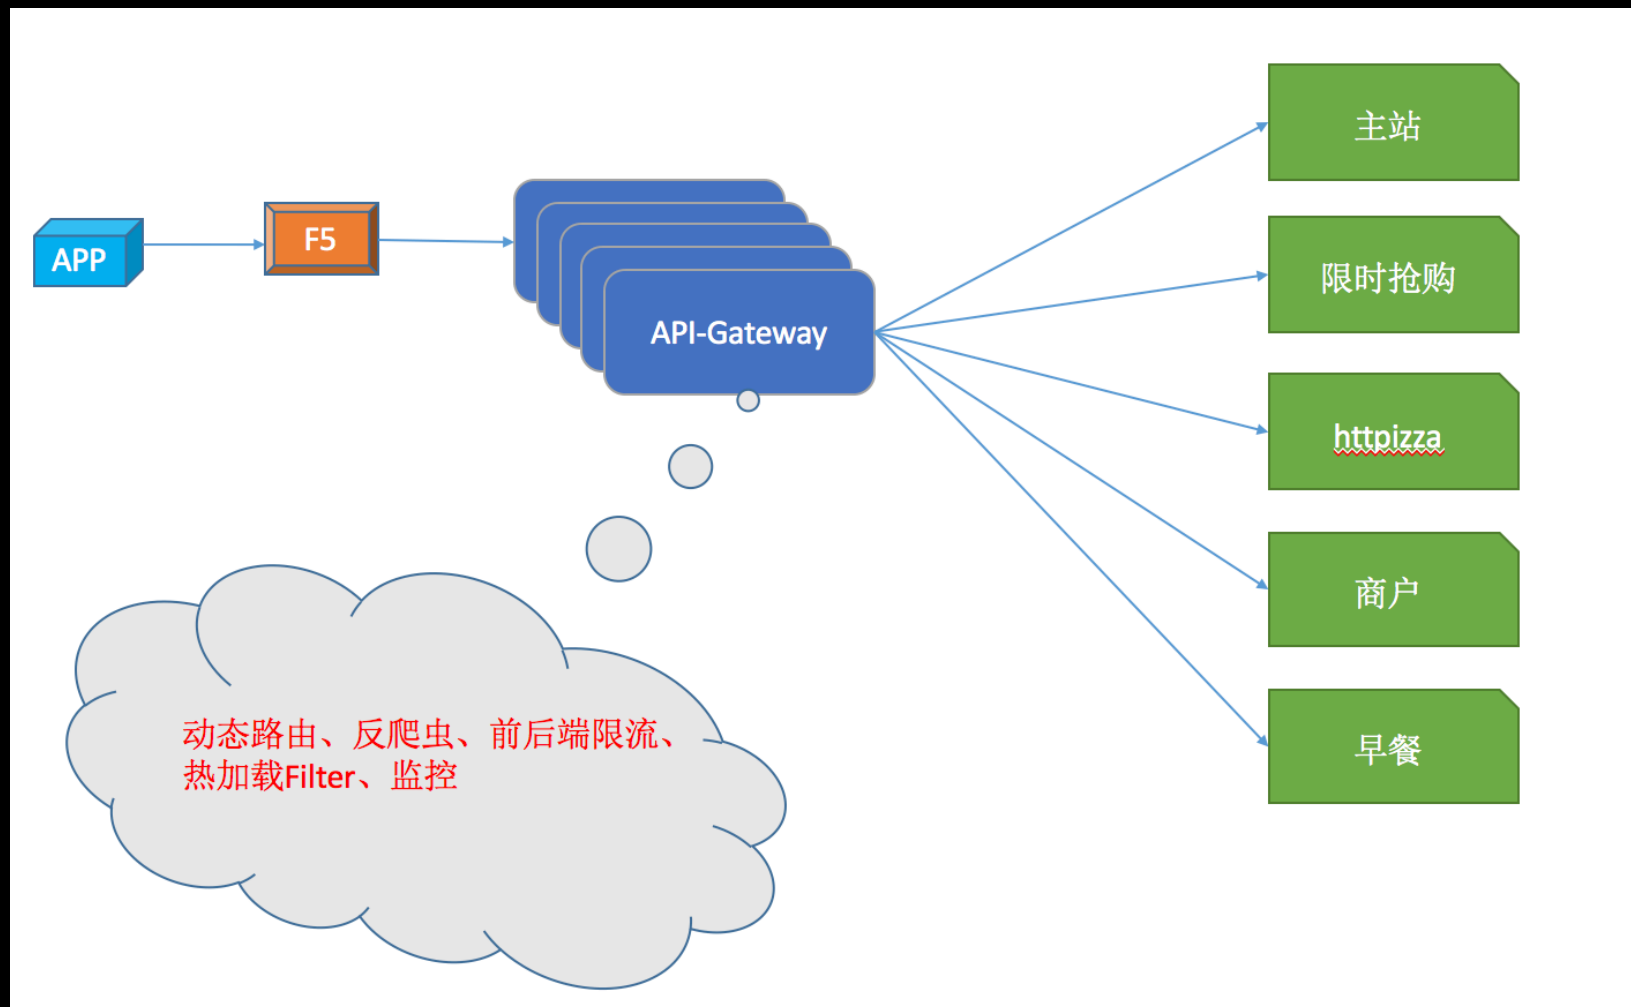 APP
F5
API-Gateway
主站
限时抢购
httpizza
商户
早餐
动态路由、反爬虫、前后端限流、
热加载Filter、监控